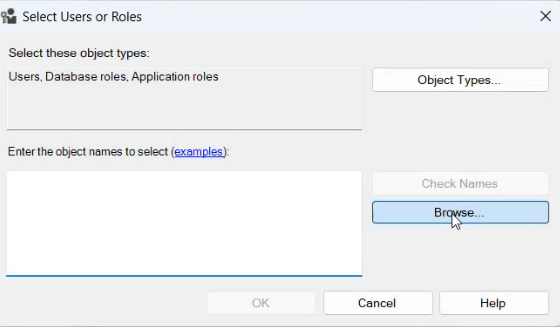 Select Users or Roles
Select these object types:
Users, Database roles, Application roles
Object Types...
Enter the object names to select (examples):
Check Names
Browse...
OK
Cancel
Help